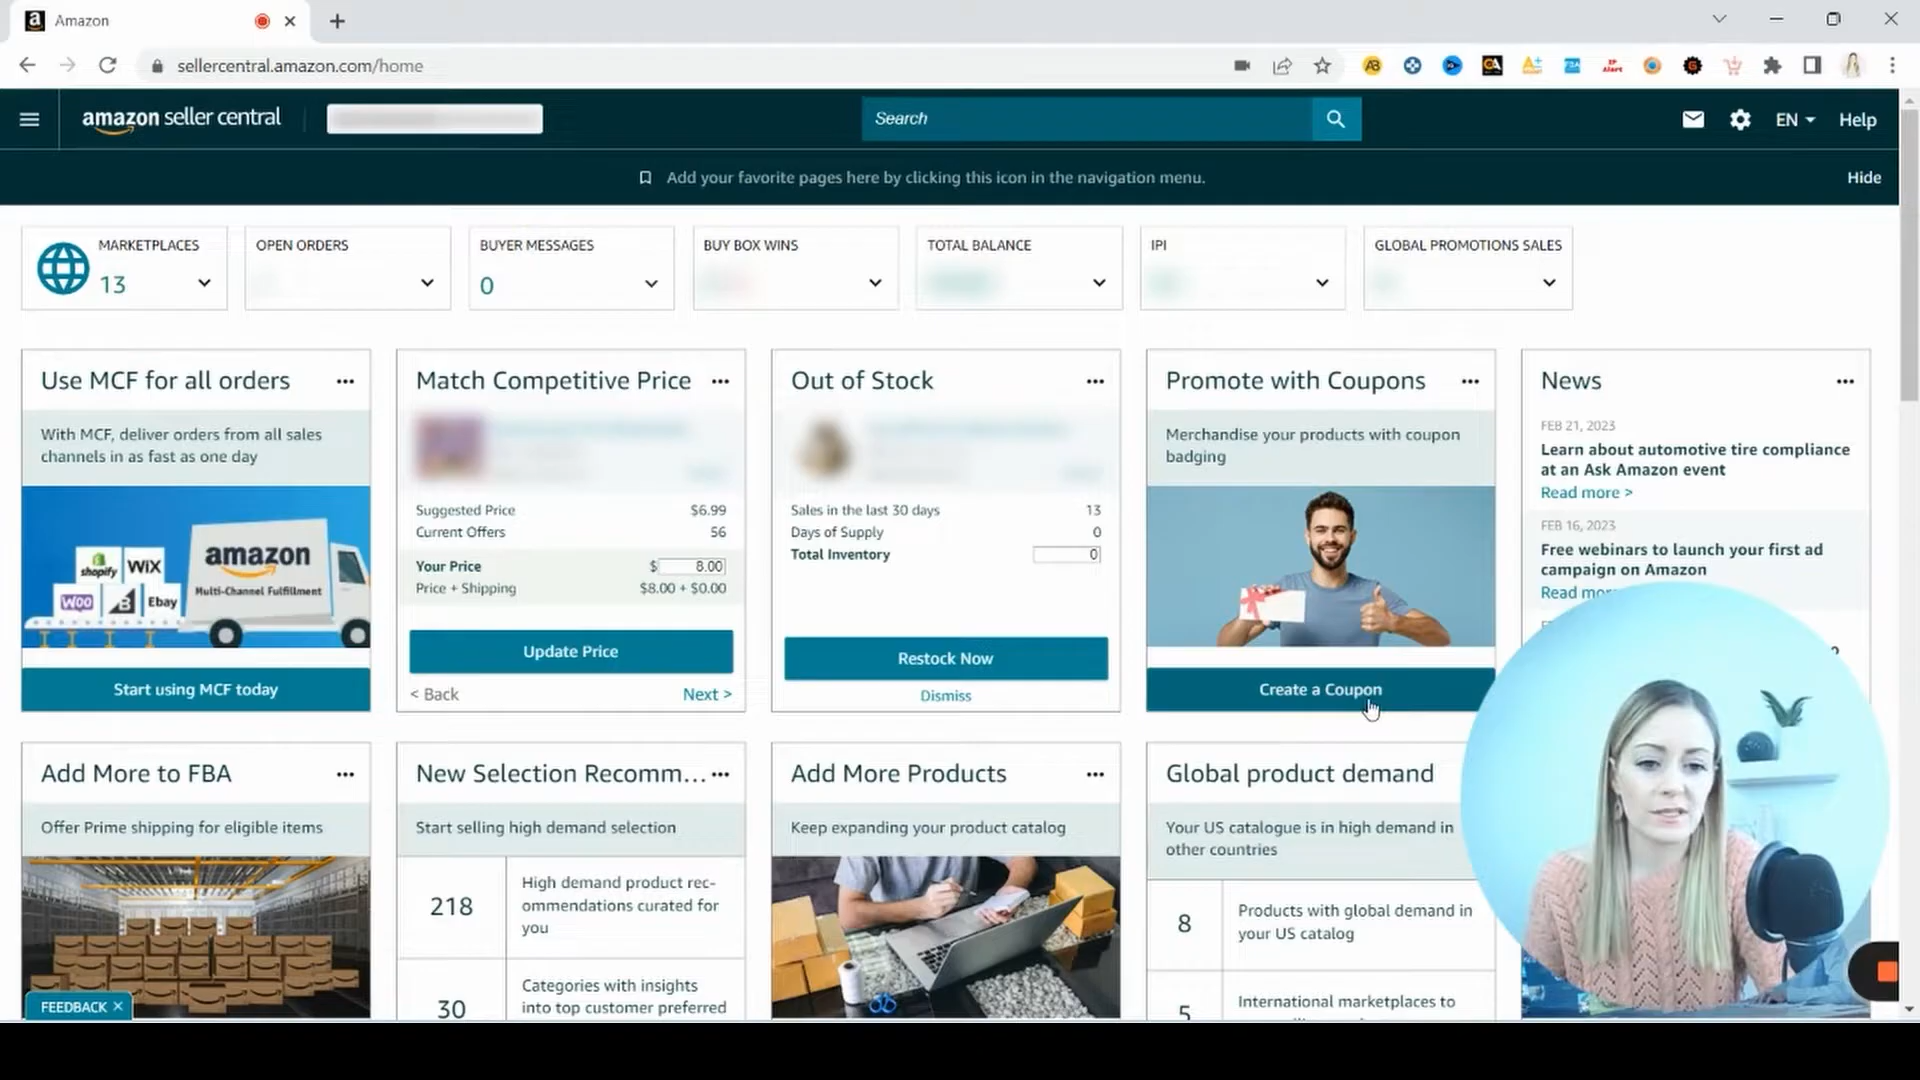 Amazon
sellercentral.amazon.com/home
amazon seller central
Search
EN
Help
Add your favorite pages here by clicking this icon in the navigation menu.
Hide
MARKETPLACES
13
OPEN ORDERS
BUYER MESSAGES
0
BUY BOX WINS
TOTAL BALANCE
IPI
GLOBAL PROMOTIONS SALES
Use MCF for all orders
With MCF, deliver orders from all sales
channels in as fast as one day
shopify
WiX
WOO
Ebay
amazon
Multi-Channel Fulfillment
Start using MCF today
Match Competitive Price
Suggested Price $6.99
Current Offers 56
Your Price $ 8.00
Price + Shipping $8.00 + $0.00
Update Price
< Back Next >
Out of Stock
Sales in the last 30 days 13
Days of Supply 0
Total Inventory 0
Restock Now
Dismiss
Promote with Coupons
Merchandise your products with coupon
badging
Create a Coupon
News
FEB 21, 2023
Learn about automotive tire compliance
at an Ask Amazon event
Read more >
FEB 16, 2023
Free webinars to launch your first ad
campaign on Amazon
Read
Add More to FBA
Offer Prime shipping for eligible items
FEEDBACK
New Selection Recomm...
Start selling high demand selection
218
High demand product rec-
ommendations curated for
you
30
Categories with insights
into top customer preferred
Add More Products
Keep expanding your product catalog
Global product demand
Your US catalogue is in high demand in
other countries
8
Products with global demand in
your US catalog
5
International marketplaces to